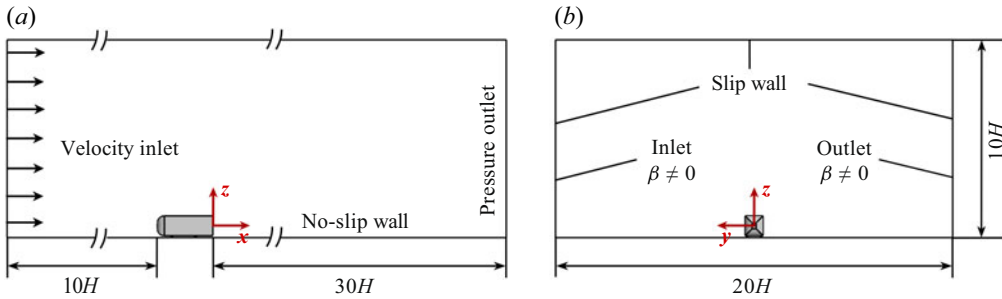 (a)
Velocity inlet
Pressure outlet
z
x
No-slip wall
10H
30H
(b)
Slip wall
Inlet
β ≠ 0
Outlet
β ≠ 0
z
y
10H
20H